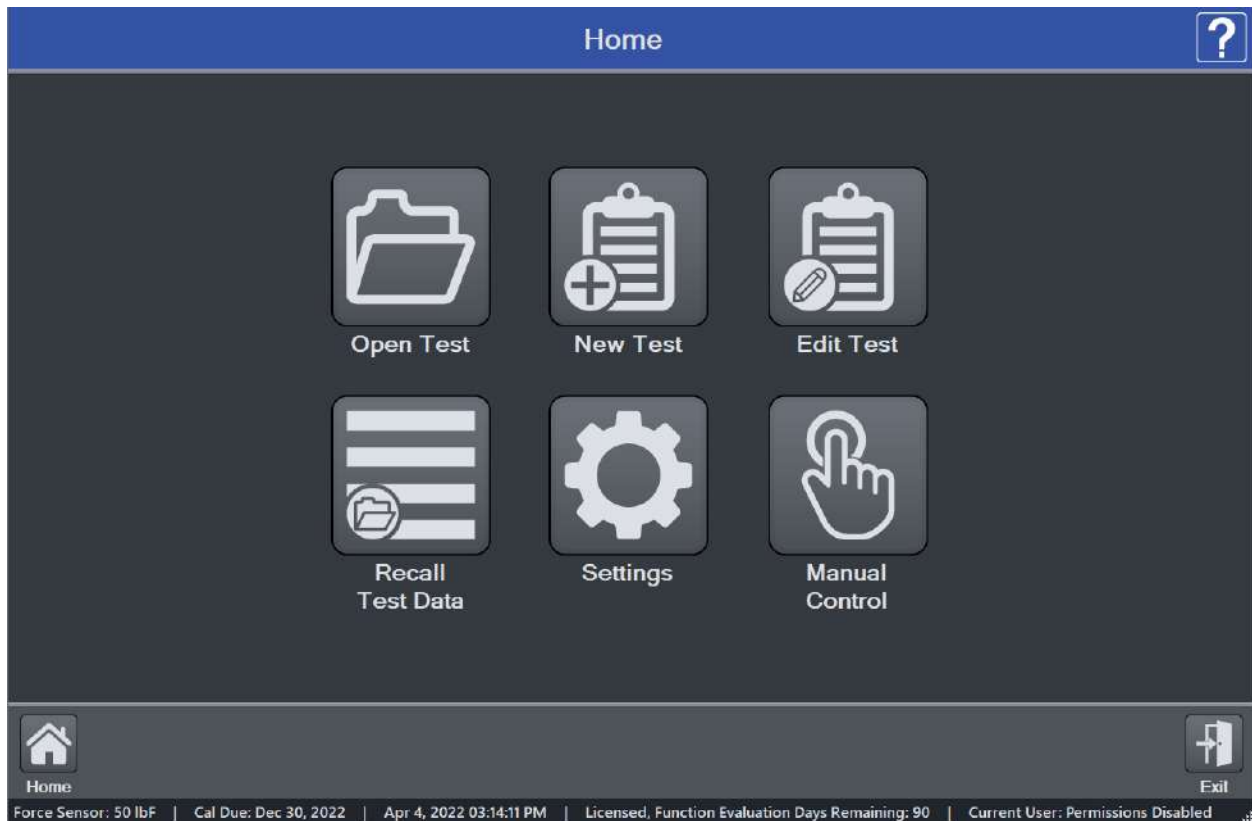 Home
?
Open Test
New Test
Edit Test
Recall
Test Data
Settings
Manual
Control
Home
Exit
Force Sensor: 50 lbF | Cal Due: Dec 30, 2022 | Apr 4, 2022 03:14:11 PM | Licensed, Function Evaluation Days Remaining: 90 | Current User: Permissions Disabled